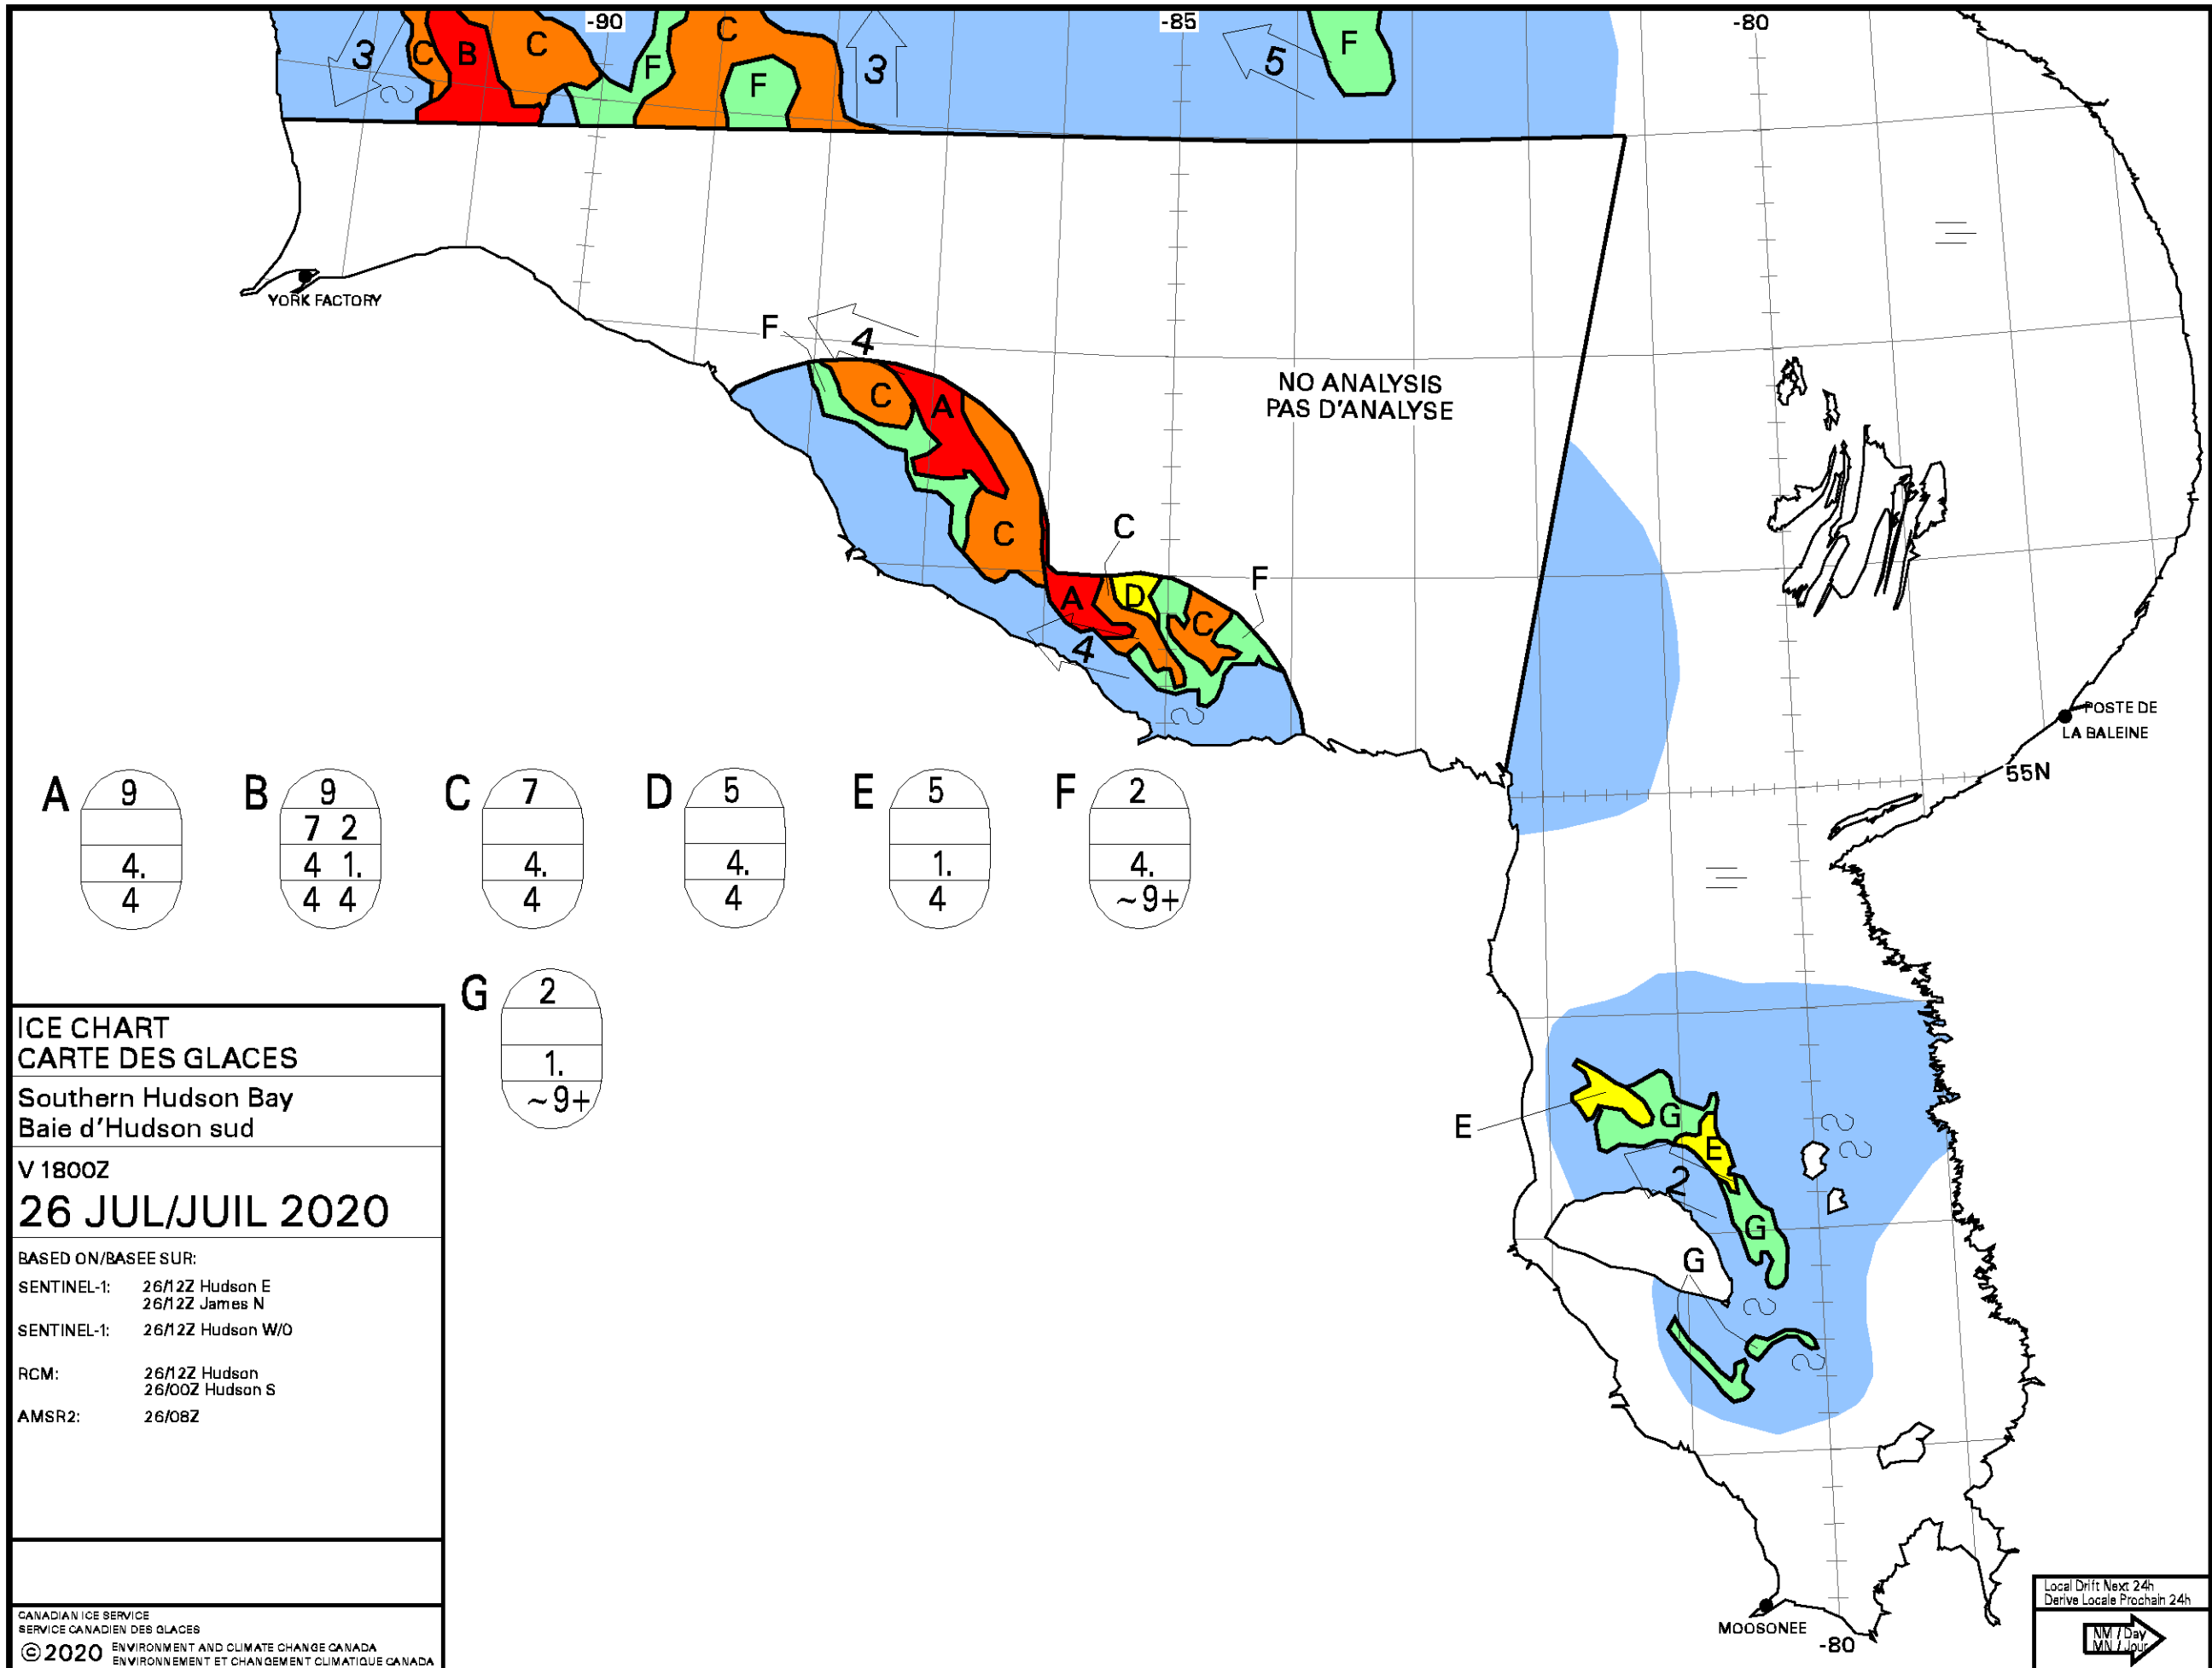 -90
-85
-80
3
C
B
C
F
C
F
3
5
F
YORK FACTORY
F
4
C
A
NO ANALYSIS
PAS D'ANALYSE
C
C
A
D
C
F
4
POSTE DE
LA BALEINE
55N
A
9
4.
4
B
9
7 2
4 1.
4 4
C
7
4.
4
D
5
4.
4
E
5
1.
4
F
2
4.
~9+
G
2
1.
~9+
E
G
E
2
G
G
ICE CHART
CARTE DES GLACES
Southern Hudson Bay
Baie d'Hudson sud
V 1800Z
26 JUL/JUIL 2020
BASED ON/BASEE SUR:
SENTINEL-1: 26/12Z Hudson E
26/12Z James N
SENTINEL-1: 26/12Z Hudson W/O
RCM: 26/12Z Hudson
26/00Z Hudson S
AMSR2: 26/08Z
CANADIAN ICE SERVICE
SERVICE CANADIEN DES GLACES
©2020 ENVIRONMENT AND CLIMATE CHANGE CANADA
ENVIRONNEMENT ET CHANGEMENT CLIMATIQUE CANADA
MOOSONEE
-80
Local Drift Next 24h
Derive Locale Prochain 24h
NM / Day
MN / Jour